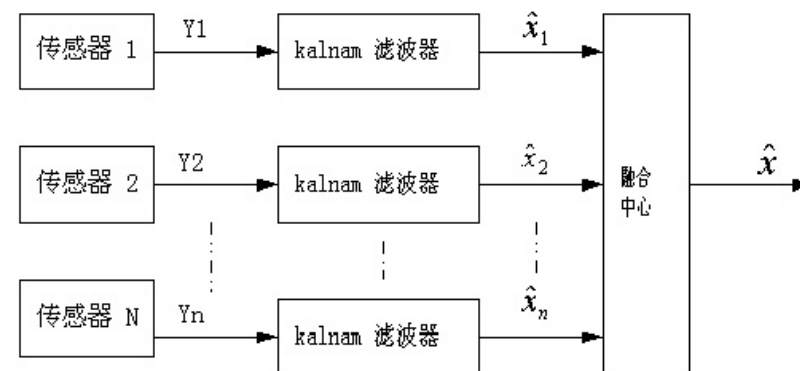 传感器 1 Y1 kalnam 滤波器 x̂₁
传感器 2 Y2 kalnam 滤波器 x̂₂
融合
中心
x̂
传感器 N Yn kalnam 滤波器 x̂ₙ